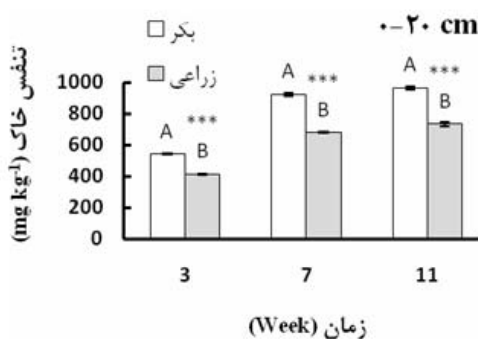 ۰–۲۰ cm
بکر
زراعی
تنفس خاک (mg kg-1)
1000
800
600
400
200
0
A *** B
A *** B
A *** B
3 7 11
زمان (Week)